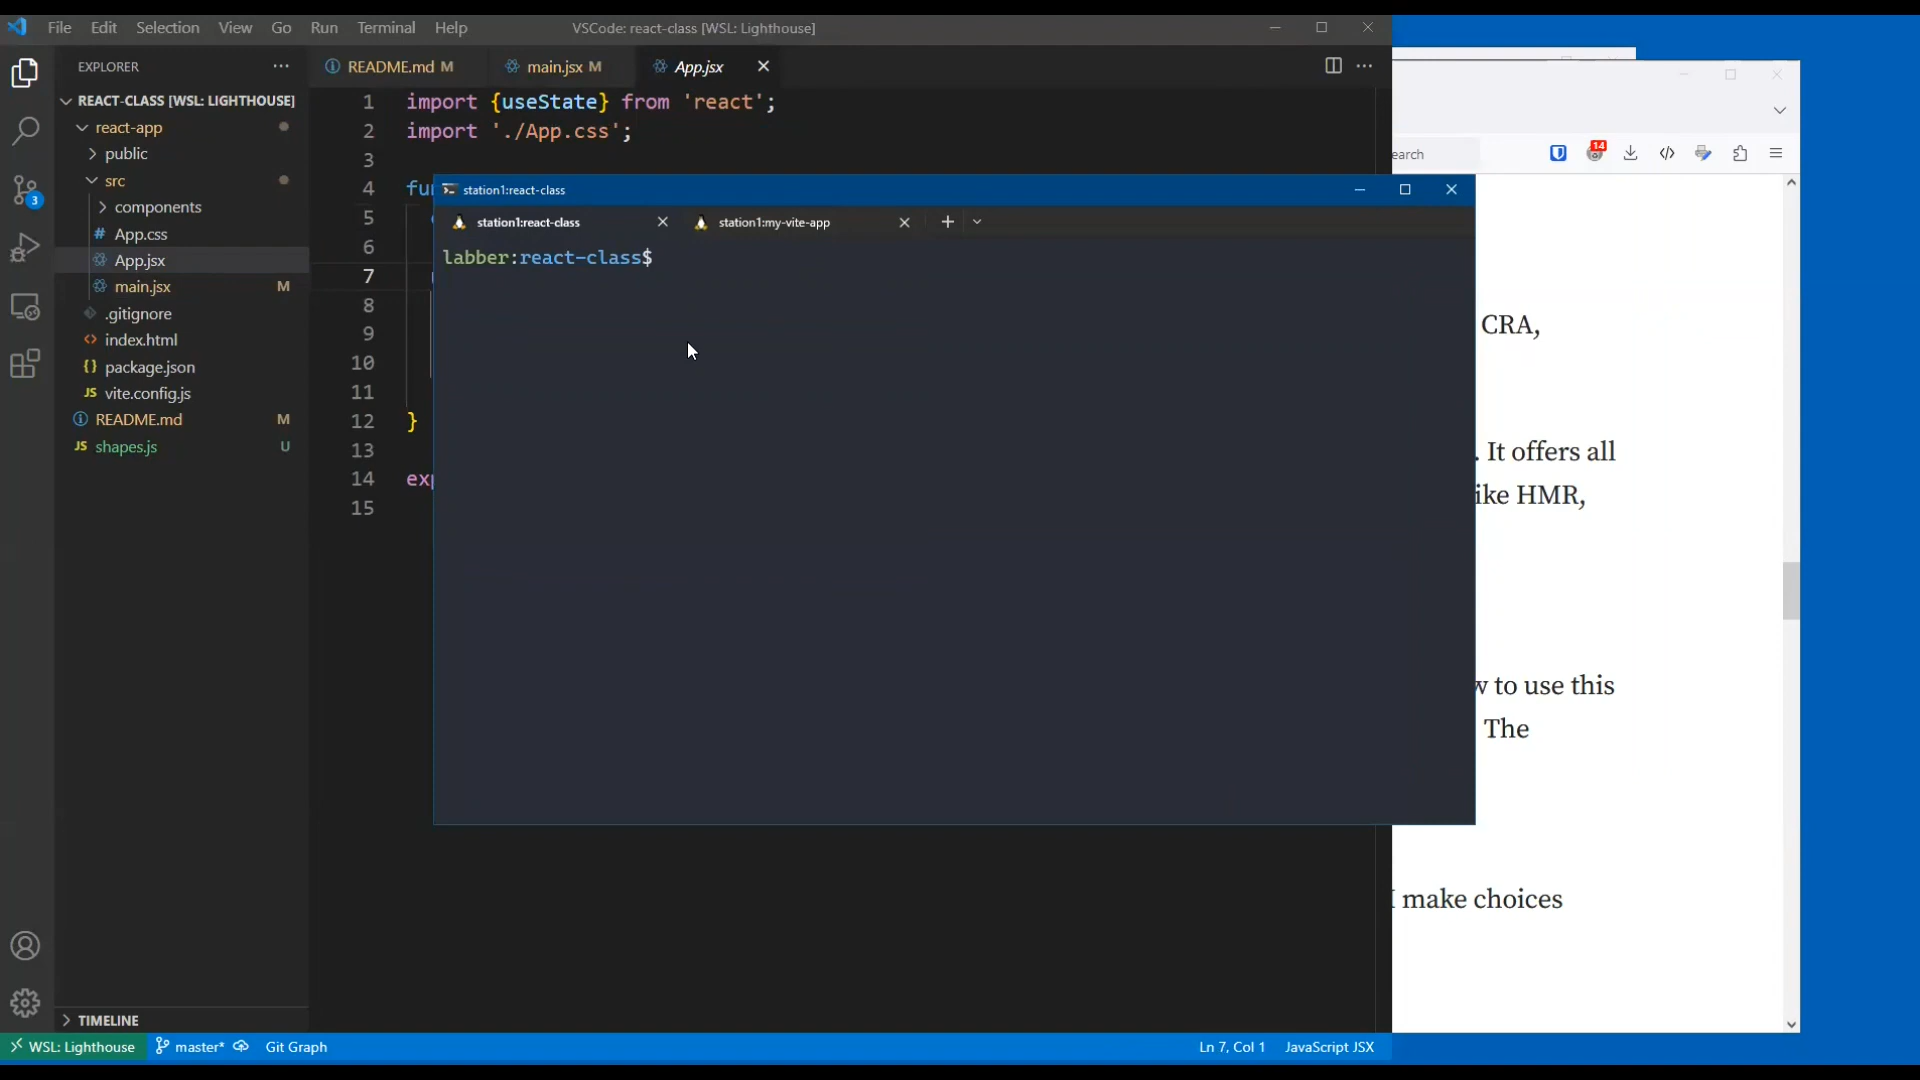 File Edit Selection View Go Run Terminal Help
VSCode: react-class [WSL: Lighthouse]
EXPLORER
REACT-CLASS [WSL: LIGHTHOUSE]
react-app
public
src
components
App.css
App.jsx
main.jsx M
.gitignore
index.html
package.json
vite.config.js
README.md M
shapes.js U
TIMELINE
3
README.md M
main.jsx M
App.jsx
1 import {useState} from 'react';
2 import './App.css';
3
4 fu
5
6
7
8
9
10
11
12 }
13
14 exp
15
station1:react-class
station1:react-class
station1:my-vite-app
labber:react-class$
earch
14
CRA,
. It offers all
ike HMR,
w to use this
The
I make choices
WSL: Lighthouse
master*
Git Graph
Ln 7, Col 1
JavaScript JSX